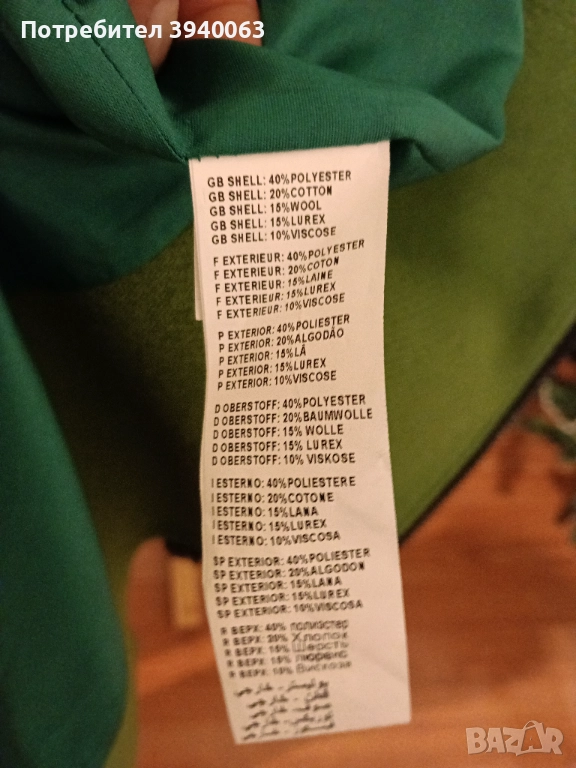 Потребител 3940063
GB SHELL: 40%POLYESTER
GB SHELL: 20%COTTON
GB SHELL: 15%WOOL
GB SHELL: 15%LUREX
GB SHELL: 10%VISCOSE
F EXTERIEUR: 40%POLYESTER
F EXTERIEUR: 20%COTON
F EXTERIEUR: 15%LAINE
F EXTERIEUR: 15%LUREX
F EXTERIEUR: 10%VISCOSE
P EXTERIOR: 40%POLIESTER
P EXTERIOR: 20%ALGODÃO
P EXTERIOR: 15%LÃ
P EXTERIOR: 15%LUREX
P EXTERIOR: 10%VISCOSE
D OBERSTOFF: 40%POLYESTER
D OBERSTOFF: 20%BAUMWOLLE
D OBERSTOFF: 15% WOLLE
D OBERSTOFF: 15% LUREX
D OBERSTOFF: 10% VISKOSE
I ESTERNO: 40%POLIESTERE
I ESTERNO: 20%COTONE
I ESTERNO: 15%LANA
I ESTERNO: 15%LUREX
I ESTERNO: 10%VISCOSA
SP EXTERIOR: 40%POLIESTER
SP EXTERIOR: 20%ALGODON
SP EXTERIOR: 15%LANA
SP EXTERIOR: 15%LUREX
SP EXTERIOR: 10%VISCOSA
R ВЕРХ: 40% полиэстер
R ВЕРХ: 20% Хлопок
R ВЕРХ: 15% Шерсть
R ВЕРХ: 15% люрекс
R ВЕРХ: 10% Вискоза
BAZAR